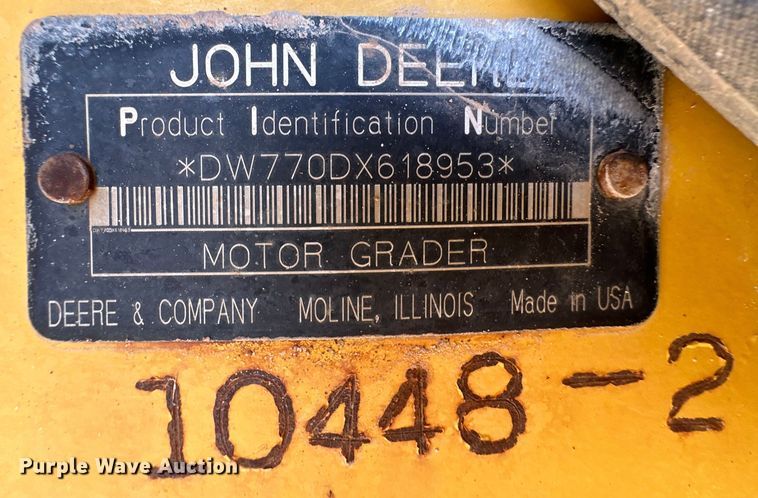 JOHN DEERE
Product Identification Number
*DW770DX618953*
MOTOR GRADER
DEERE & COMPANY MOLINE, ILLINOIS Made in USA
10448-2
Purple Wave Auction